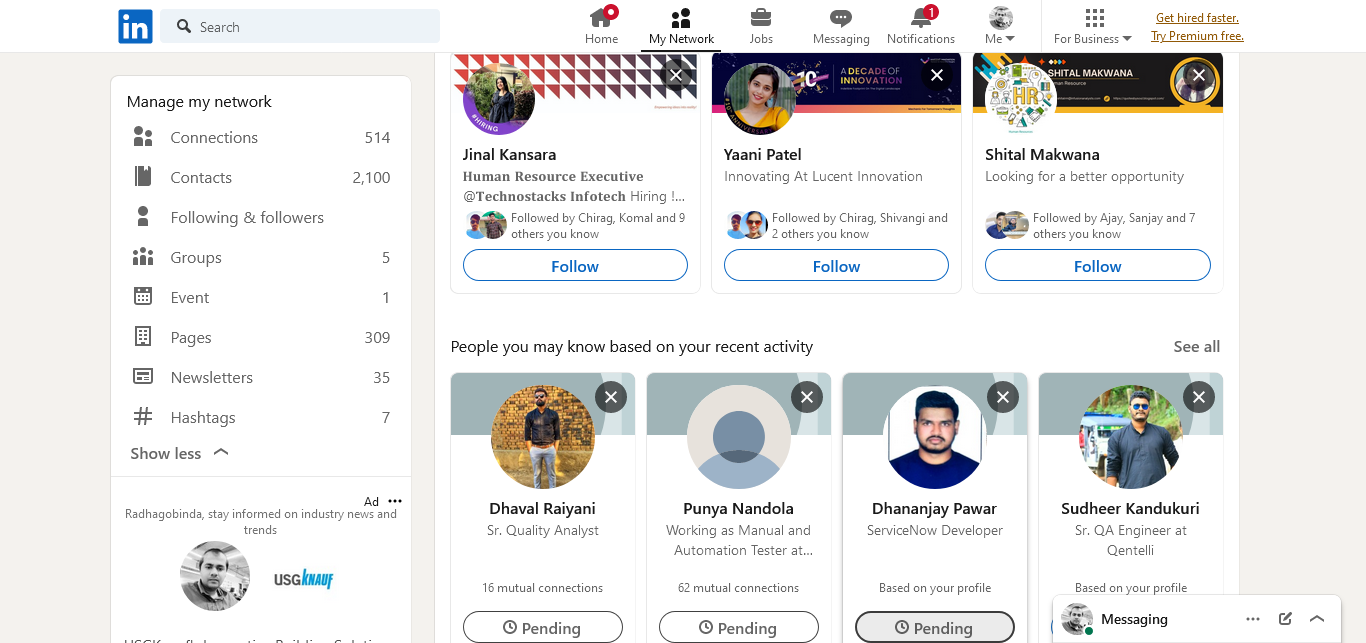 in
Search
Home
My Network
Jobs
Messaging
1
Notifications
Me
For Business
Get hired faster.
Try Premium free.
Manage my network
Connections 514
Contacts 2,100
Following & followers
Groups 5
Event 1
Pages 309
Newsletters 35
Hashtags 7
Show less
Ad
Radhagobinda, stay informed on industry news and
trends
USG KNAUF
#HIRING
Jinal Kansara
Human Resource Executive
@Technostacks Infotech Hiring !...
Followed by Chirag, Komal and 9
others you know
Follow
A DECADE OF
INNOVATION
Yaani Patel
Innovating At Lucent Innovation
Followed by Chirag, Shivangi and
2 others you know
Follow
SHITAL MAKWANA
Human Resource
HR
Shital Makwana
Looking for a better opportunity
Followed by Ajay, Sanjay and 7
others you know
Follow
People you may know based on your recent activity
See all
Dhaval Raiyani
Sr. Quality Analyst
16 mutual connections
Pending
Punya Nandola
Working as Manual and
Automation Tester at...
62 mutual connections
Pending
Dhananjay Pawar
ServiceNow Developer
Based on your profile
Pending
Sudheer Kandukuri
Sr. QA Engineer at
Qentelli
Based on your profile
Messaging